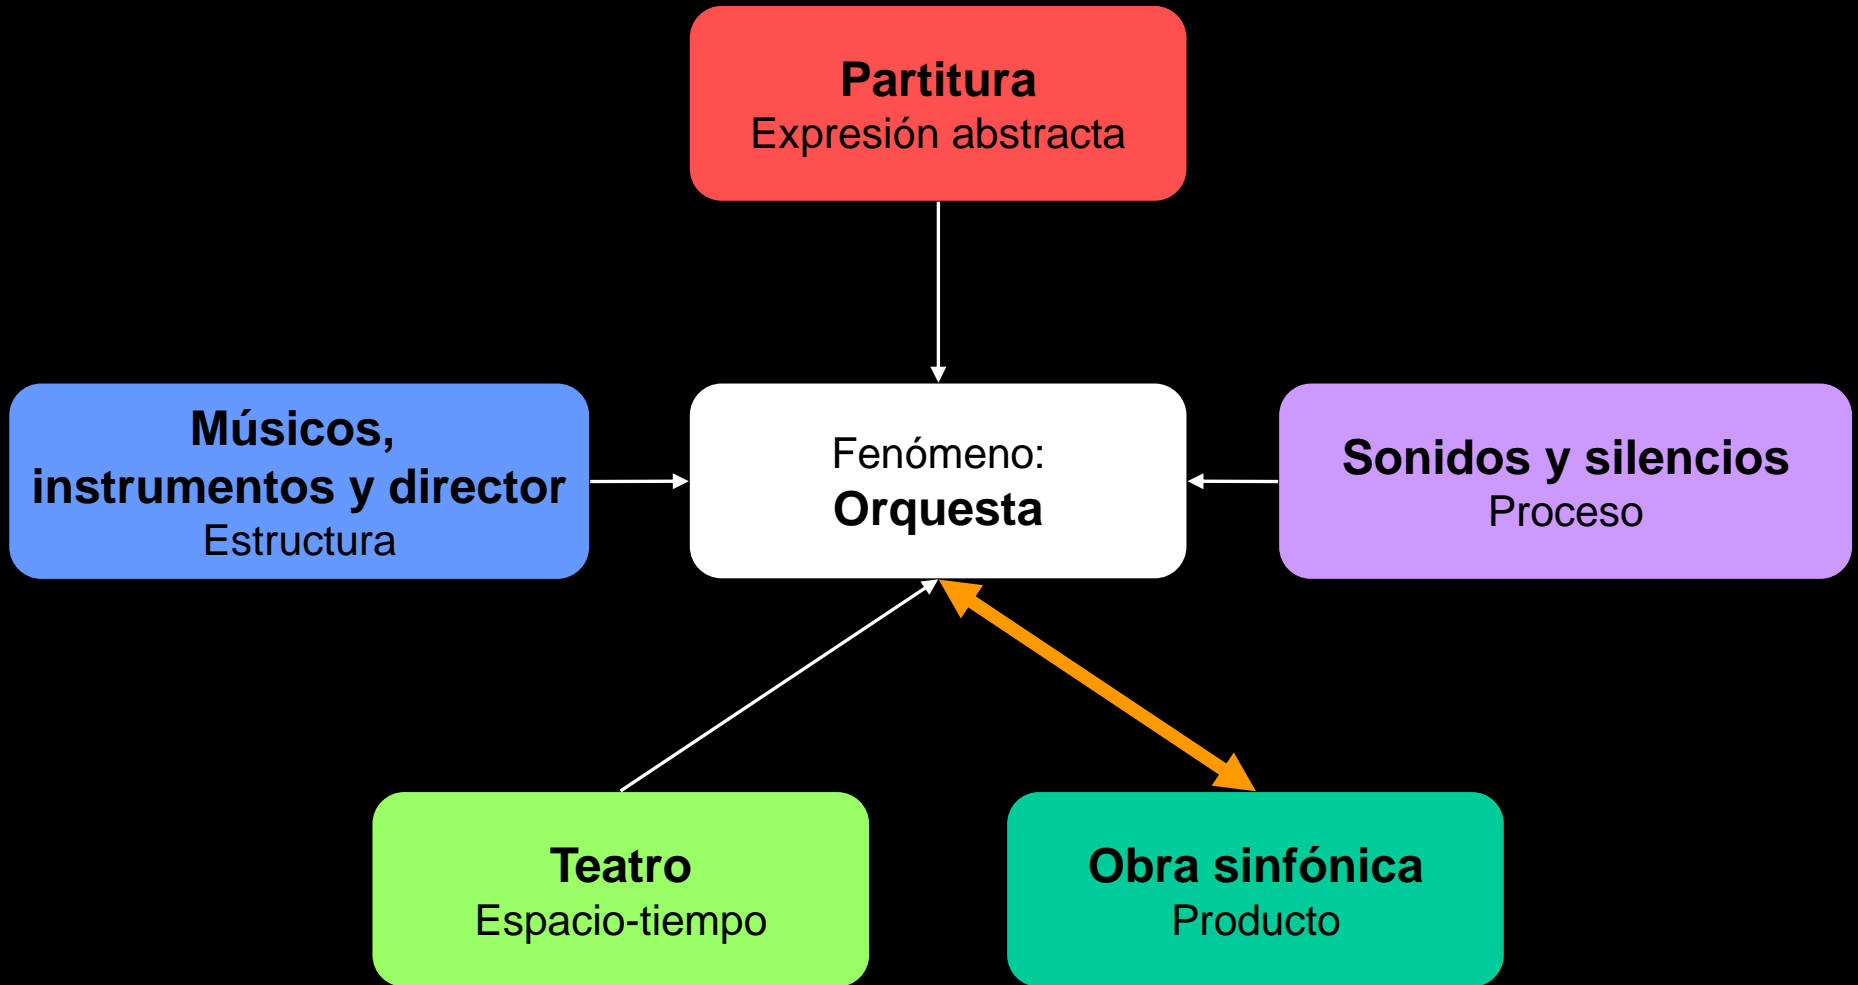 Partitura
Expresión abstracta
Músicos,
instrumentos y director
Estructura
Fenómeno:
Orquesta
Sonidos y silencios
Proceso
Teatro
Espacio-tiempo
Obra sinfónica
Producto